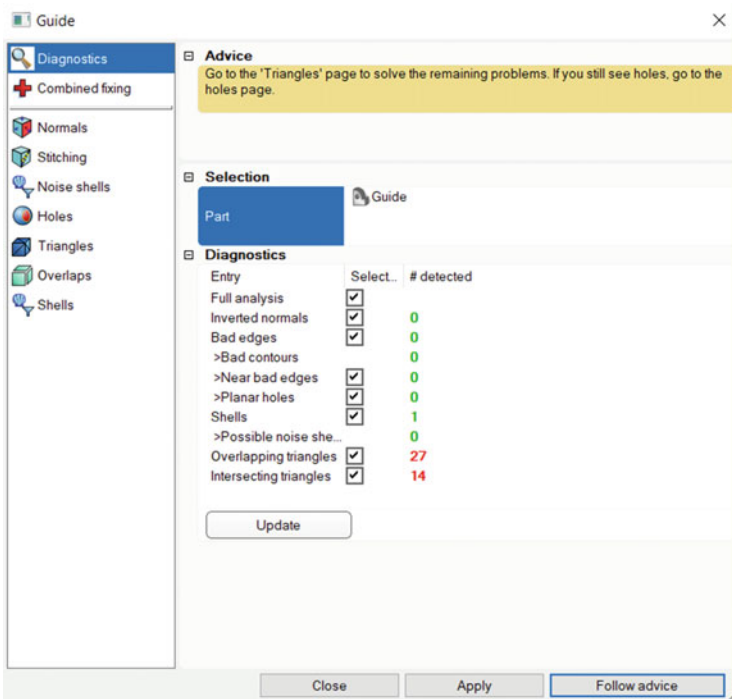 Guide
Diagnostics
Combined fixing
Normals
Stitching
Noise shells
Holes
Triangles
Overlaps
Shells
Advice
Go to the 'Triangles' page to solve the remaining problems. If you still see holes, go to the
holes page.
Selection
Part
Guide
Diagnostics
Entry Select... # detected
Full analysis
Inverted normals 0
Bad edges 0
>Bad contours 0
>Near bad edges 0
>Planar holes 0
Shells 1
>Possible noise she... 0
Overlapping triangles 27
Intersecting triangles 14
Update
Close Apply Follow advice